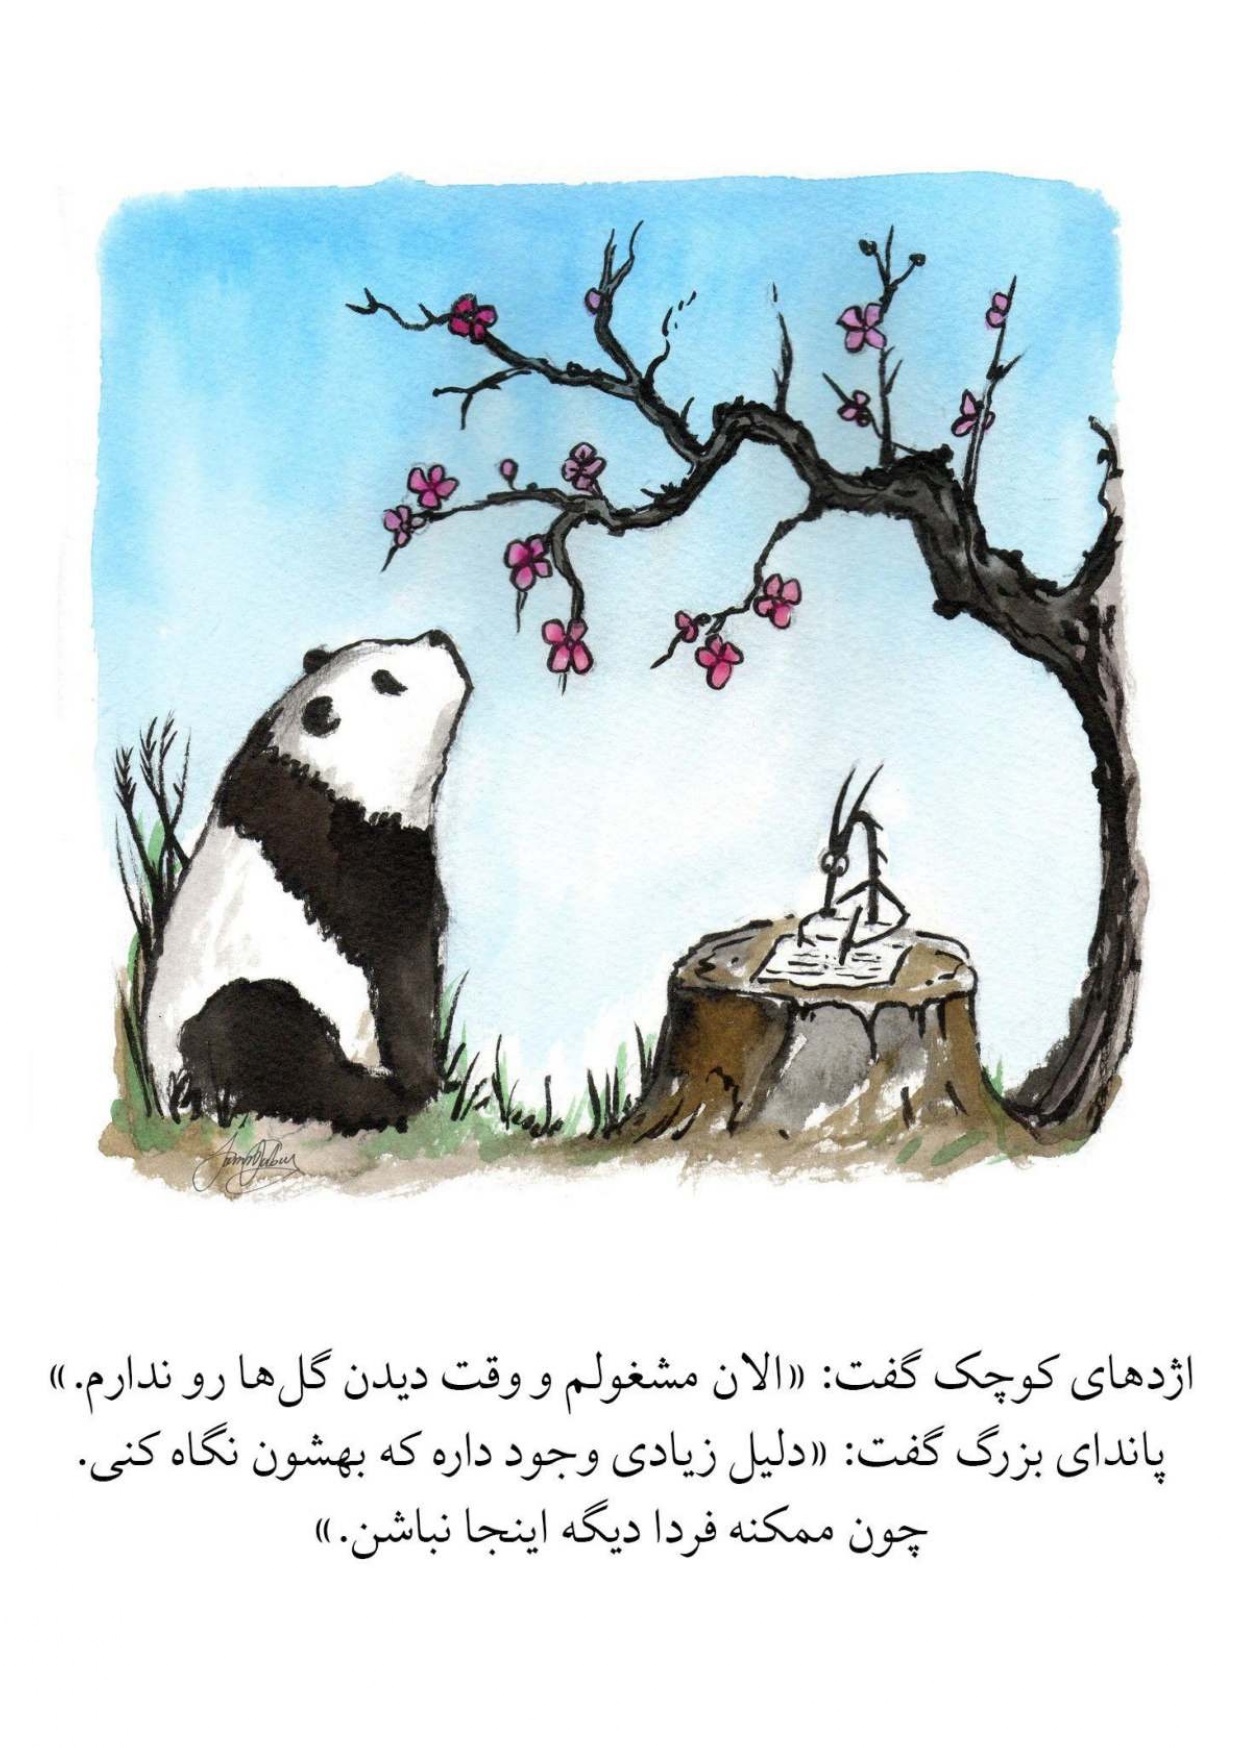 اژدهای کوچک گفت: «الان مشغولم و وقت دیدن گل‌ها رو ندارم.»
پاندای بزرگ گفت: «دلیل زیادی وجود داره که بهشون نگاه کنی.
چون ممکنه فردا دیگه اینجا نباشن.»